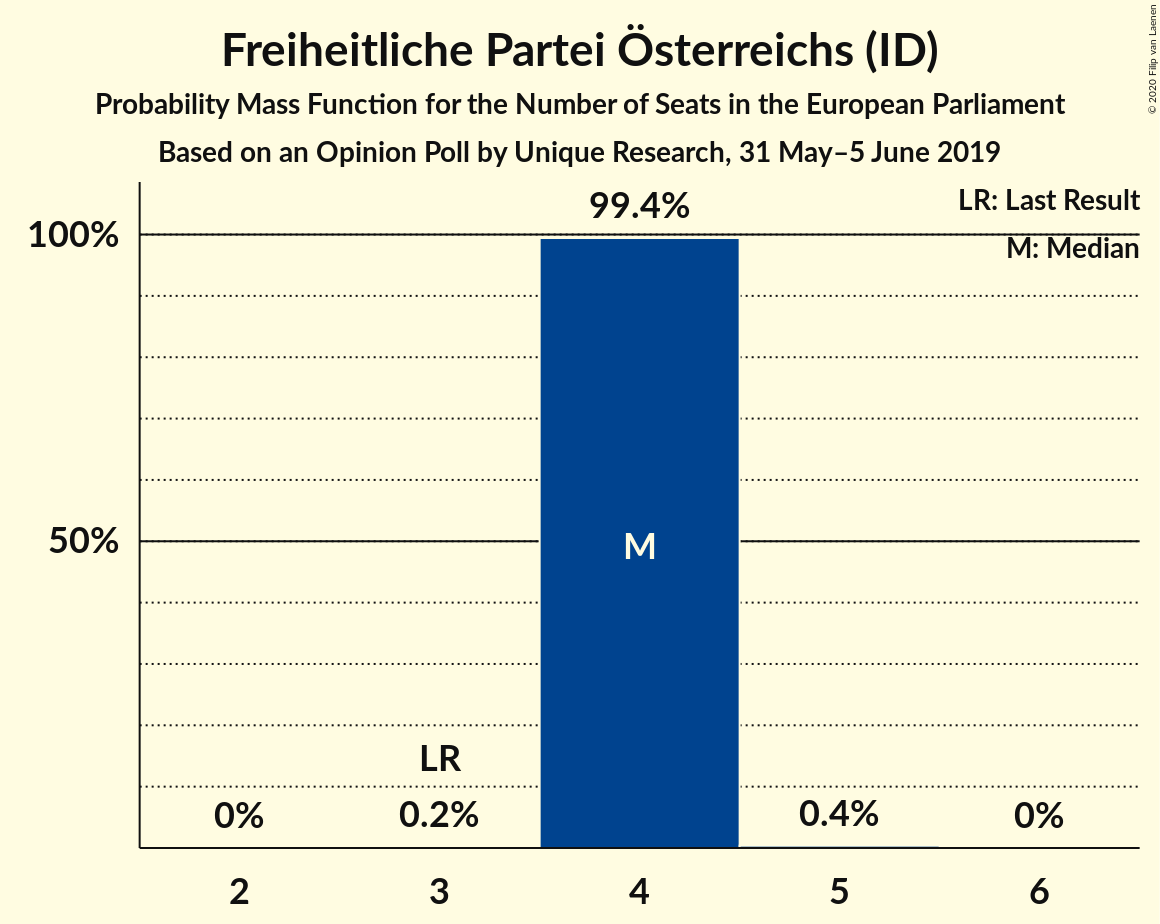 Freiheitliche Partei Österreichs (ID)
Probability Mass Function for the Number of Seats in the European Parliament
Based on an Opinion Poll by Unique Research, 31 May–5 June 2019
© 2020 Filip van Laenen
LR: Last Result
M: Median
99.4%
100%
50%
M
LR
0%
0.2%
0.4%
0%
2
3
4
5
6